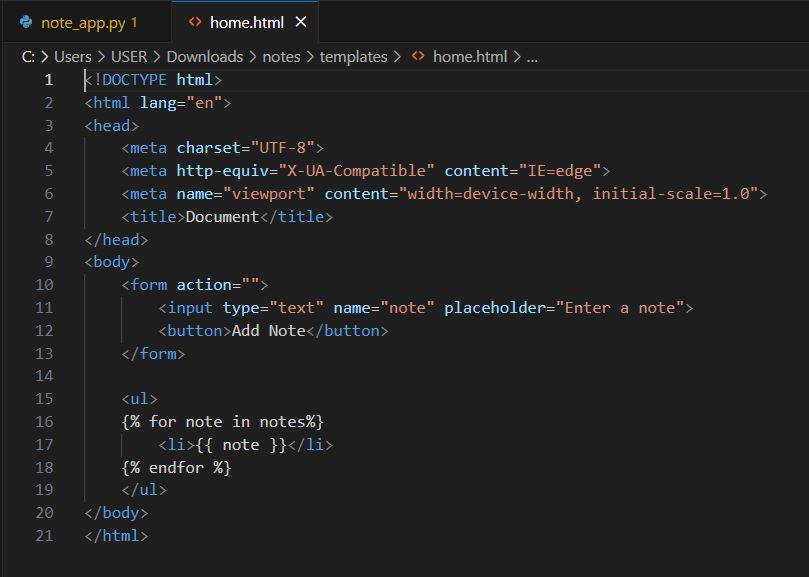 note_app.py 1 home.html
C: > Users > USER > Downloads > notes > templates > home.html > ...
1 <!DOCTYPE html>
2 <html lang="en">
3 <head>
4     <meta charset="UTF-8">
5     <meta http-equiv="X-UA-Compatible" content="IE=edge">
6     <meta name="viewport" content="width=device-width, initial-scale=1.0">
7     <title>Document</title>
8 </head>
9 <body>
10     <form action="">
11         <input type="text" name="note" placeholder="Enter a note">
12         <button>Add Note</button>
13     </form>
14
15     <ul>
16     {% for note in notes%}
17         <li>{{ note }}</li>
18     {% endfor %}
19     </ul>
20 </body>
21 </html>